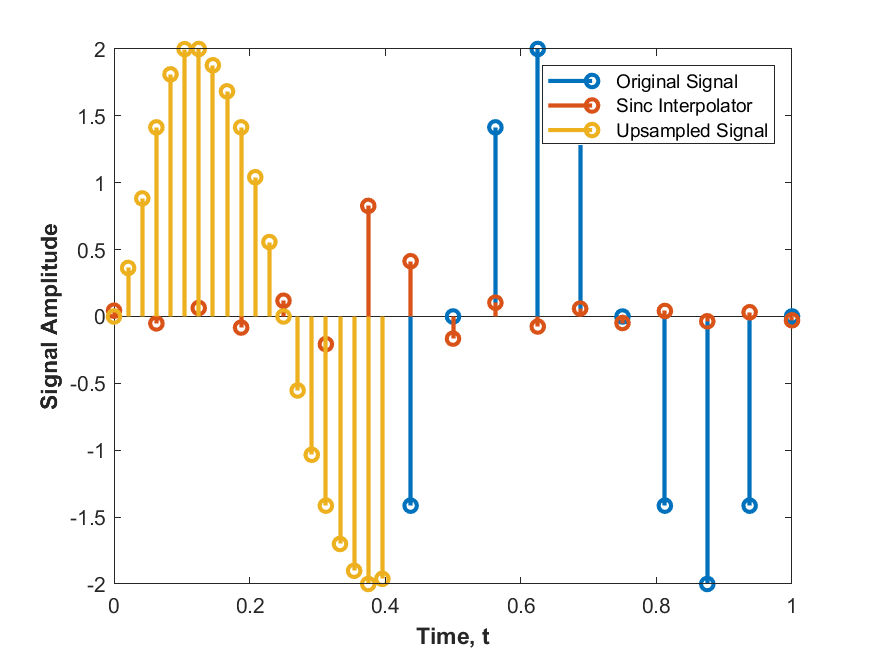 2
1.5
1
0.5
0
-0.5
-1
-1.5
-2
Signal Amplitude
Original Signal
Sinc Interpolator
Upsampled Signal
0 0.2 0.4 0.6 0.8 1
Time, t